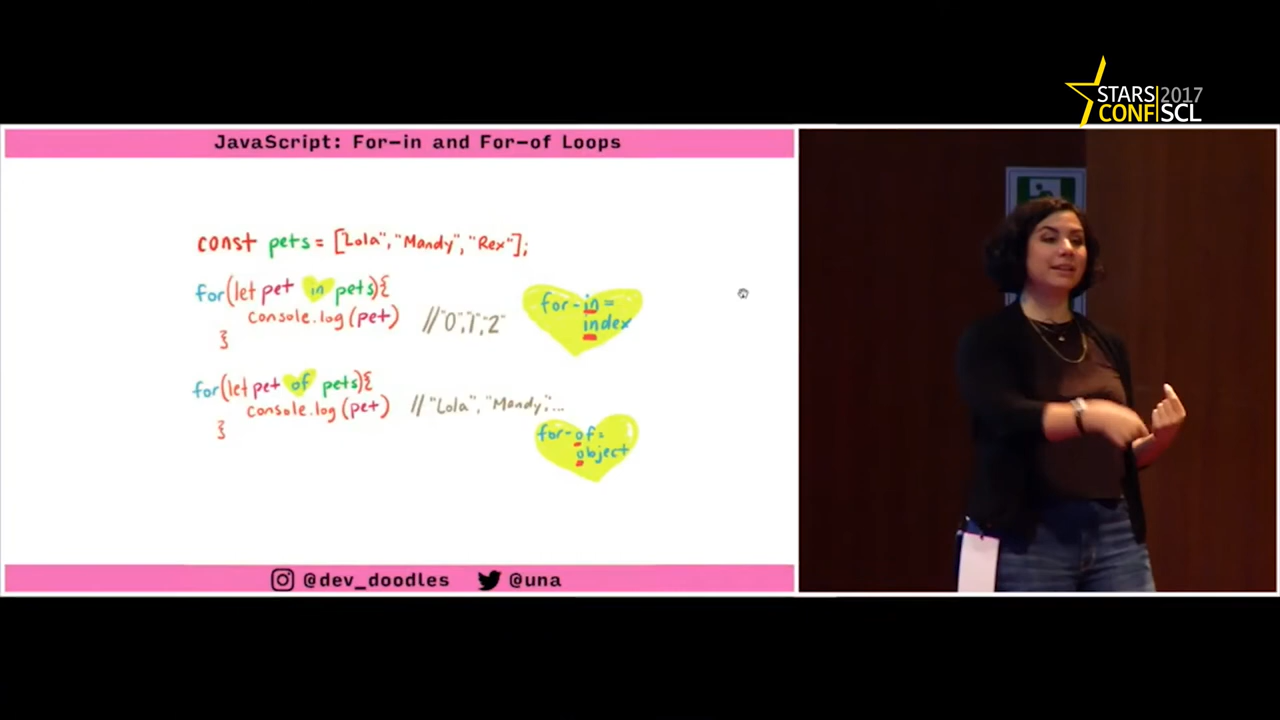 STARS 2017
CONF SCL
JavaScript: For-in and For-of Loops
const pets = ["Lola", "Mandy", "Rex"];
for(let pet in pets){
console.log(pet)
//"0","1","2"
}
for-in =
index
for(let pet of pets){
console.log(pet)
// "Lola", "Mandy",...
}
for-of=
object
@dev_doodles @una